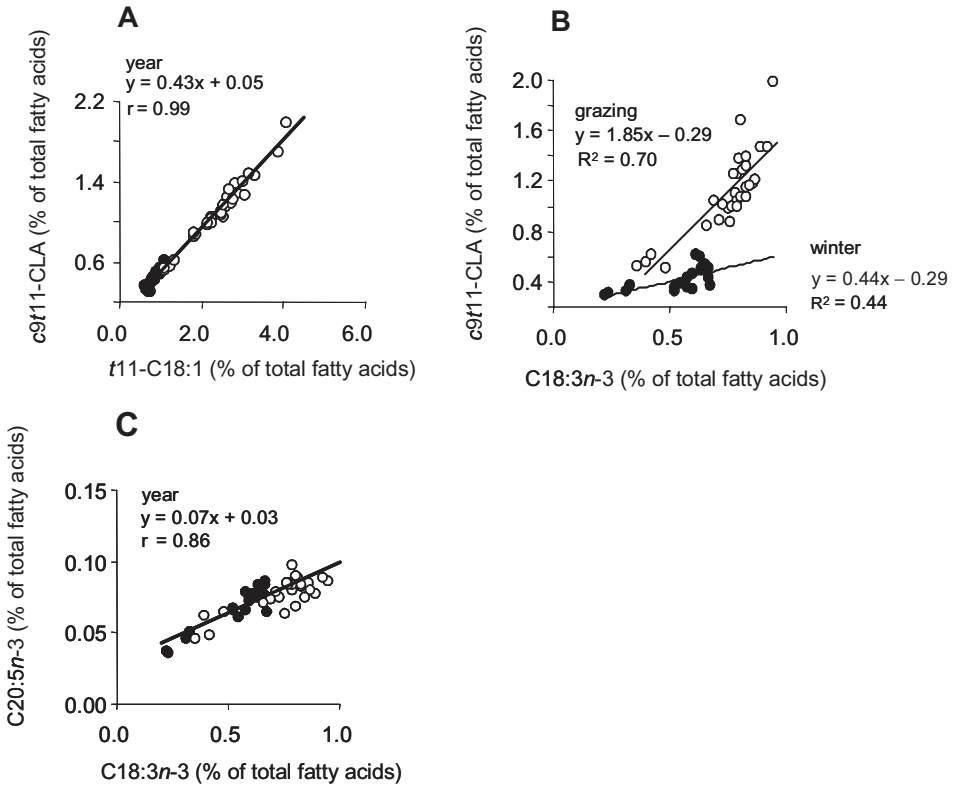 A
c9t11-CLA (% of total fatty acids)
year
y = 0.43x + 0.05
r = 0.99
2.2
1.4
0.6
0.0 2.0 4.0 6.0
t11-C18:1 (% of total fatty acids)
B
c9t11-CLA (% of total fatty acids)
2.0
1.6
1.2
0.8
0.4
grazing
y = 1.85x – 0.29
R² = 0.70
winter
y = 0.44x – 0.29
R² = 0.44
0.0 0.5 1.0
C18:3n-3 (% of total fatty acids)
C
C20:5n-3 (% of total fatty acids)
0.15
0.10
0.05
0.00
year
y = 0.07x + 0.03
r = 0.86
0.0 0.5 1.0
C18:3n-3 (% of total fatty acids)